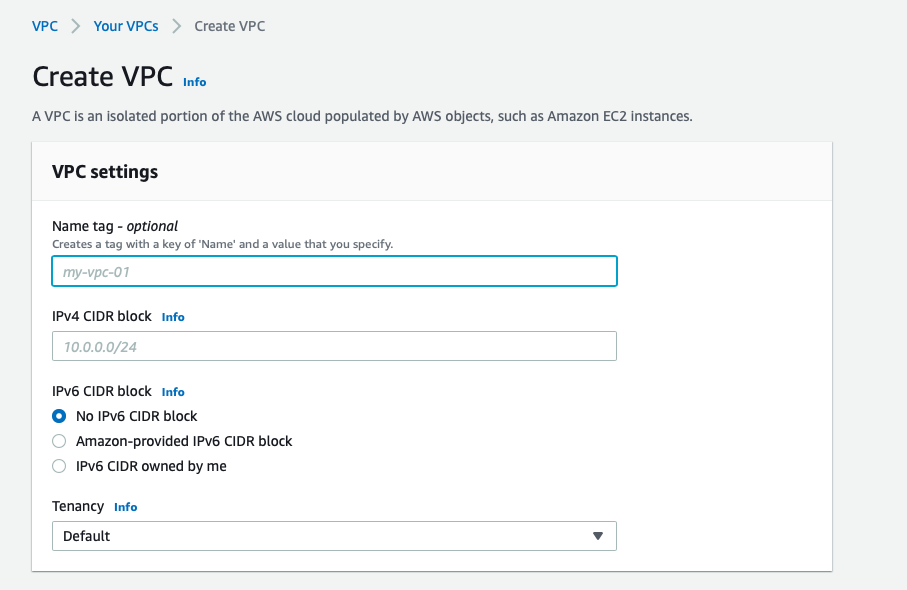 VPC > Your VPCs > Create VPC
Create VPC Info
A VPC is an isolated portion of the AWS cloud populated by AWS objects, such as Amazon EC2 instances.
VPC settings
Name tag - optional
Creates a tag with a key of 'Name' and a value that you specify.
my-vpc-01
IPv4 CIDR block Info
10.0.0.0/24
IPv6 CIDR block Info
No IPv6 CIDR block
Amazon-provided IPv6 CIDR block
IPv6 CIDR owned by me
Tenancy Info
Default